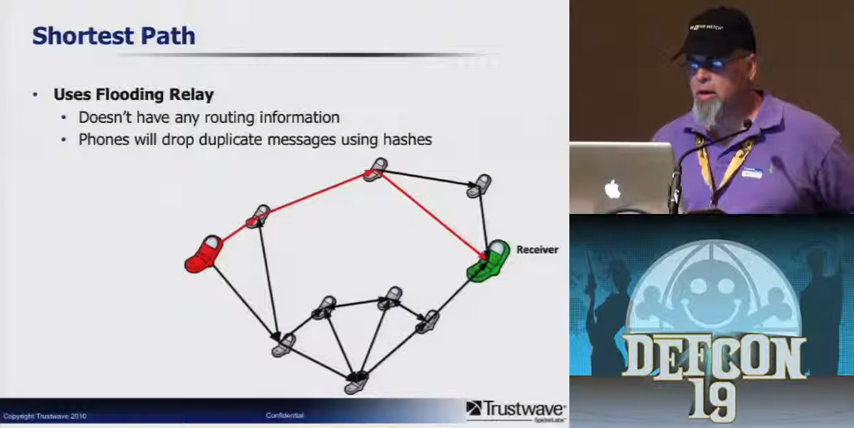 Shortest Path
• Uses Flooding Relay
• Doesn't have any routing information
• Phones will drop duplicate messages using hashes
Receiver
Copyright Trustwave 2010
Confidential
Trustwave
SpiderLabs
DEFCON
19